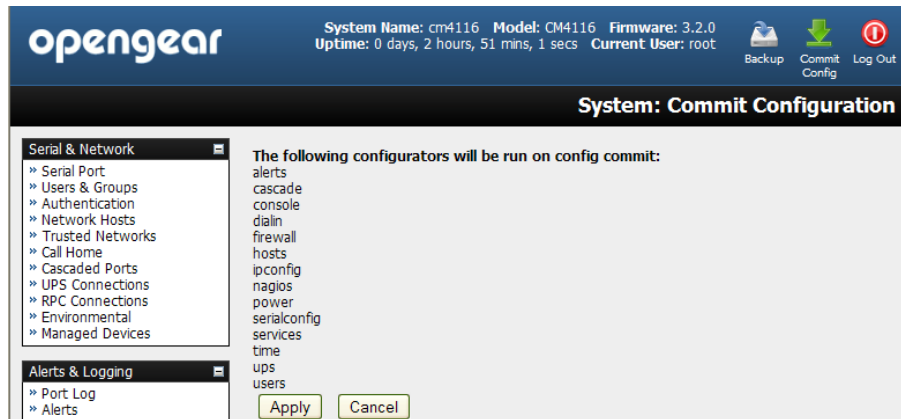 opengear
System Name: cm4116 Model: CM4116 Firmware: 3.2.0
Uptime: 0 days, 2 hours, 51 mins, 1 secs Current User: root
Backup
Commit
Config
Log Out
System: Commit Configuration
Serial & Network
» Serial Port
» Users & Groups
» Authentication
» Network Hosts
» Trusted Networks
» Call Home
» Cascaded Ports
» UPS Connections
» RPC Connections
» Environmental
» Managed Devices
Alerts & Logging
» Port Log
» Alerts
The following configurators will be run on config commit:
alerts
cascade
console
dialin
firewall
hosts
ipconfig
nagios
power
serialconfig
services
time
ups
users
Apply Cancel